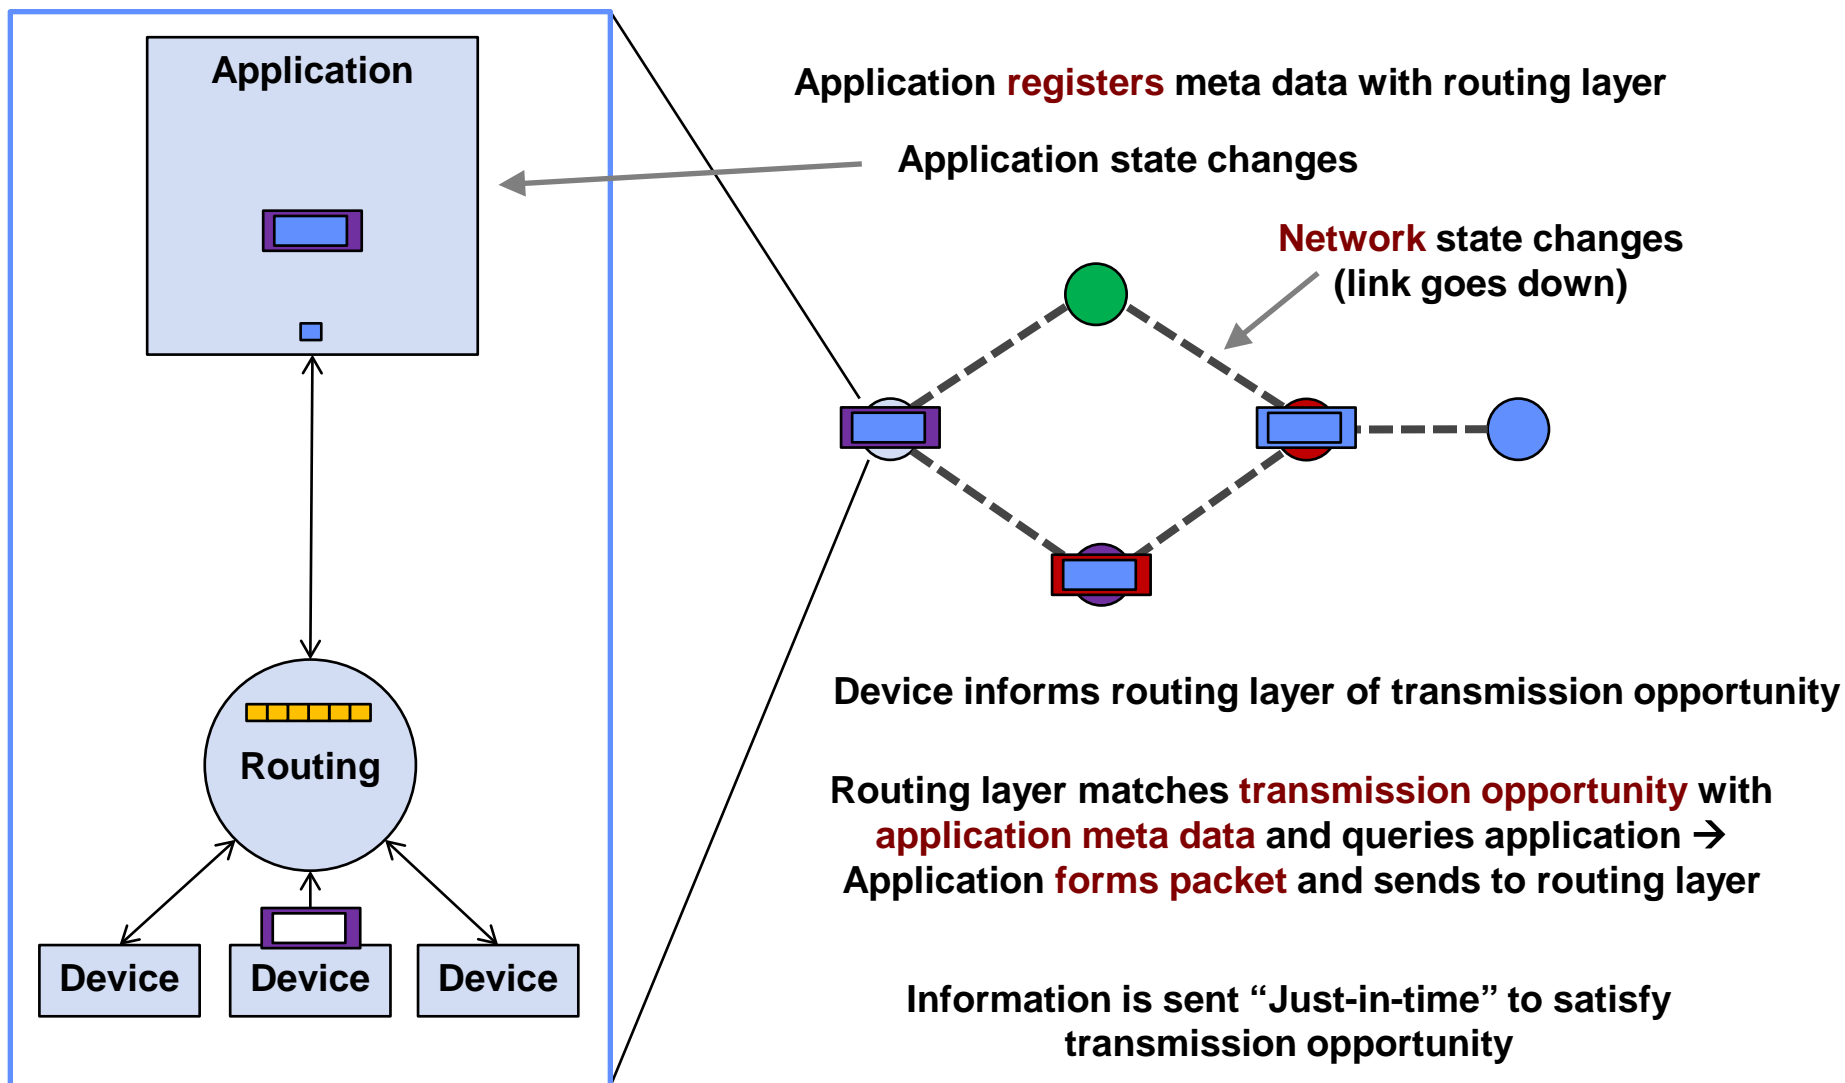 Application
Application registers meta data with routing layer
Application state changes
Network state changes
(link goes down)
Routing
Device
Device
Device
Device informs routing layer of transmission opportunity
Routing layer matches transmission opportunity with
application meta data and queries application →
Application forms packet and sends to routing layer
Information is sent “Just-in-time” to satisfy
transmission opportunity